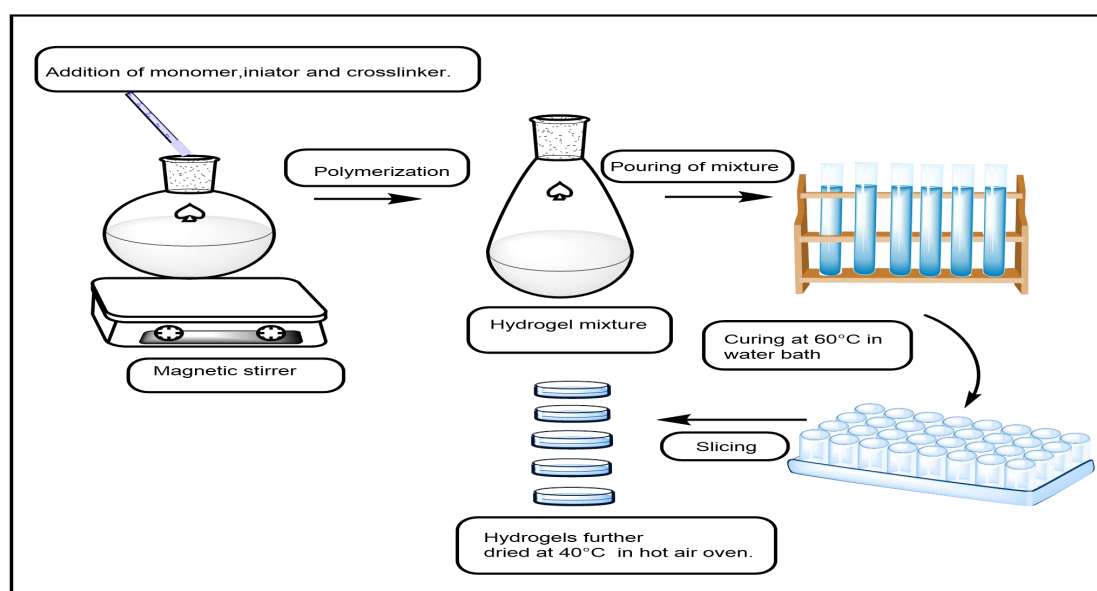 Addition of monomer,iniator and crosslinker.
Polymerization
Pouring of mixture
Magnetic stirrer
Hydrogel mixture
Curing at 60°C in
water bath
Slicing
Hydrogels further
dried at 40°C in hot air oven.